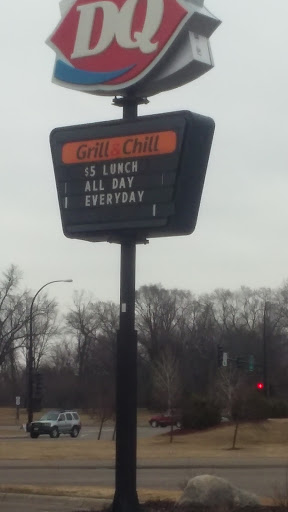 DQ
Grill & Chill
$5 LUNCH
ALL DAY
EVERYDAY